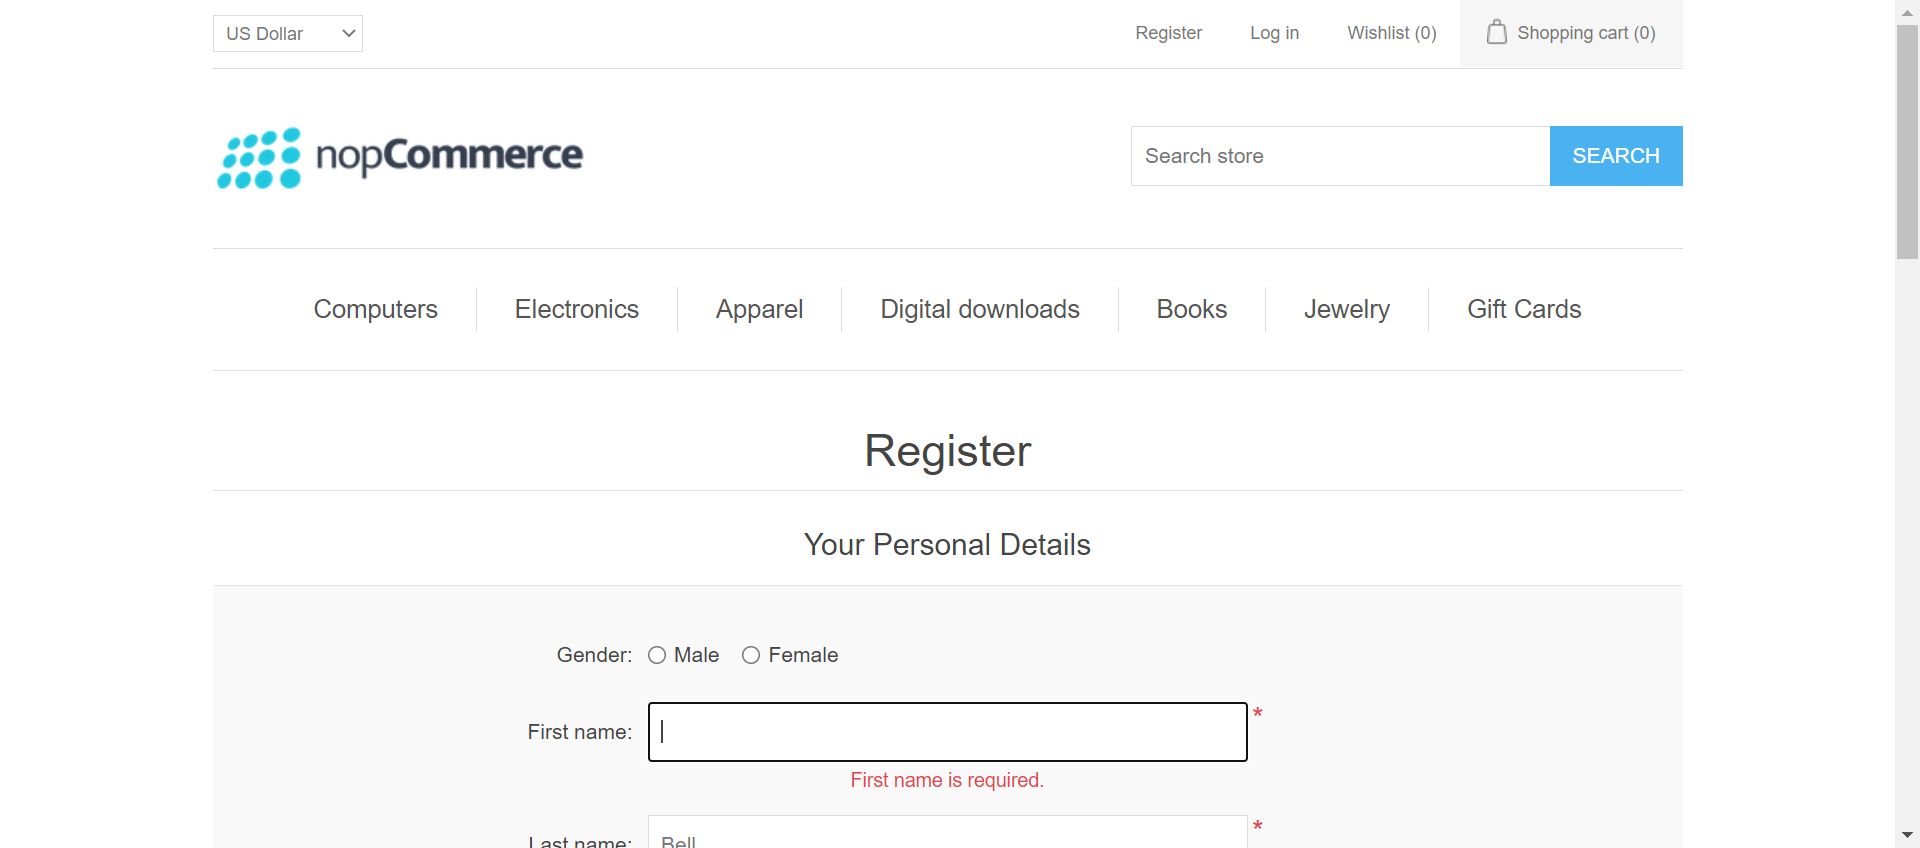 US Dollar
Register
Log in
Wishlist (0)
Shopping cart (0)
nopCommerce
Search store
SEARCH
Computers
Electronics
Apparel
Digital downloads
Books
Jewelry
Gift Cards
Register
Your Personal Details
Gender: Male Female
First name: *
First name is required.
Last name: Bell *